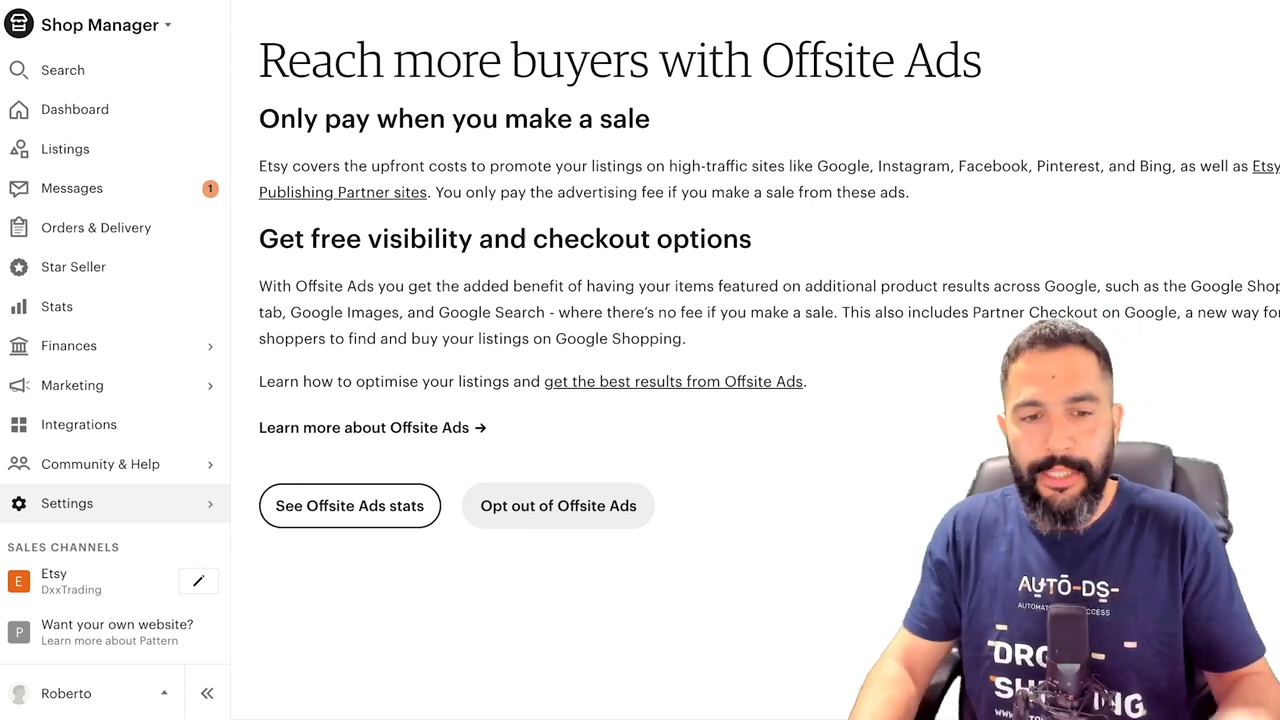 Shop Manager
Search
Dashboard
Listings
Messages
1
Orders & Delivery
Star Seller
Stats
Finances
Marketing
Integrations
Community & Help
Settings
SALES CHANNELS
E
Etsy
DxxTrading
P
Want your own website?
Learn more about Pattern
Roberto
Reach more buyers with Offsite Ads
Only pay when you make a sale
Etsy covers the upfront costs to promote your listings on high-traffic sites like Google, Instagram, Facebook, Pinterest, and Bing, as well as Etsy
Publishing Partner sites. You only pay the advertising fee if you make a sale from these ads.
Get free visibility and checkout options
With Offsite Ads you get the added benefit of having your items featured on additional product results across Google, such as the Google Shop
tab, Google Images, and Google Search - where there's no fee if you make a sale. This also includes Partner Checkout on Google, a new way for
shoppers to find and buy your listings on Google Shopping.
Learn how to optimise your listings and get the best results from Offsite Ads.
Learn more about Offsite Ads →
See Offsite Ads stats
Opt out of Offsite Ads
AUTO-DS-